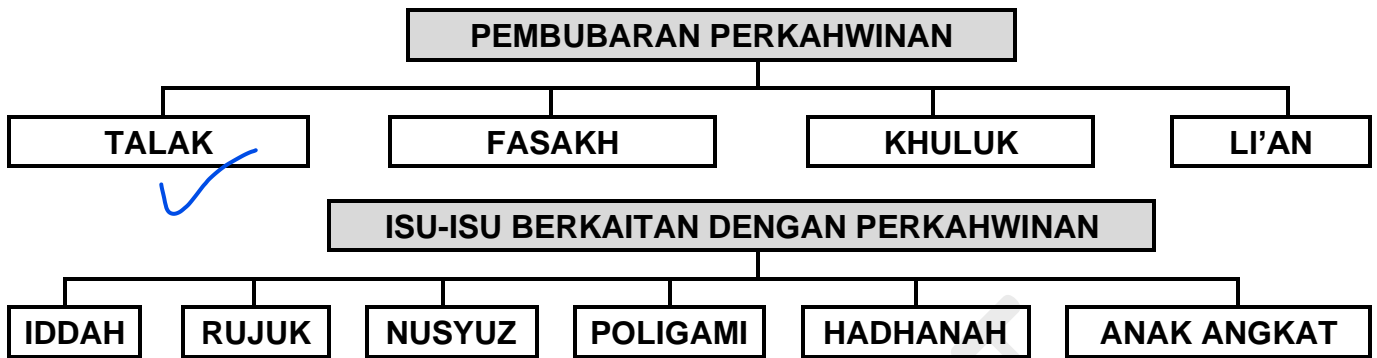 PEMBUBARAN PERKAHWINAN
TALAK FASAKH KHULUK LI’AN
ISU-ISU BERKAITAN DENGAN PERKAHWINAN
IDDAH RUJUK NUSYUZ POLIGAMI HADHANAH ANAK ANGKAT